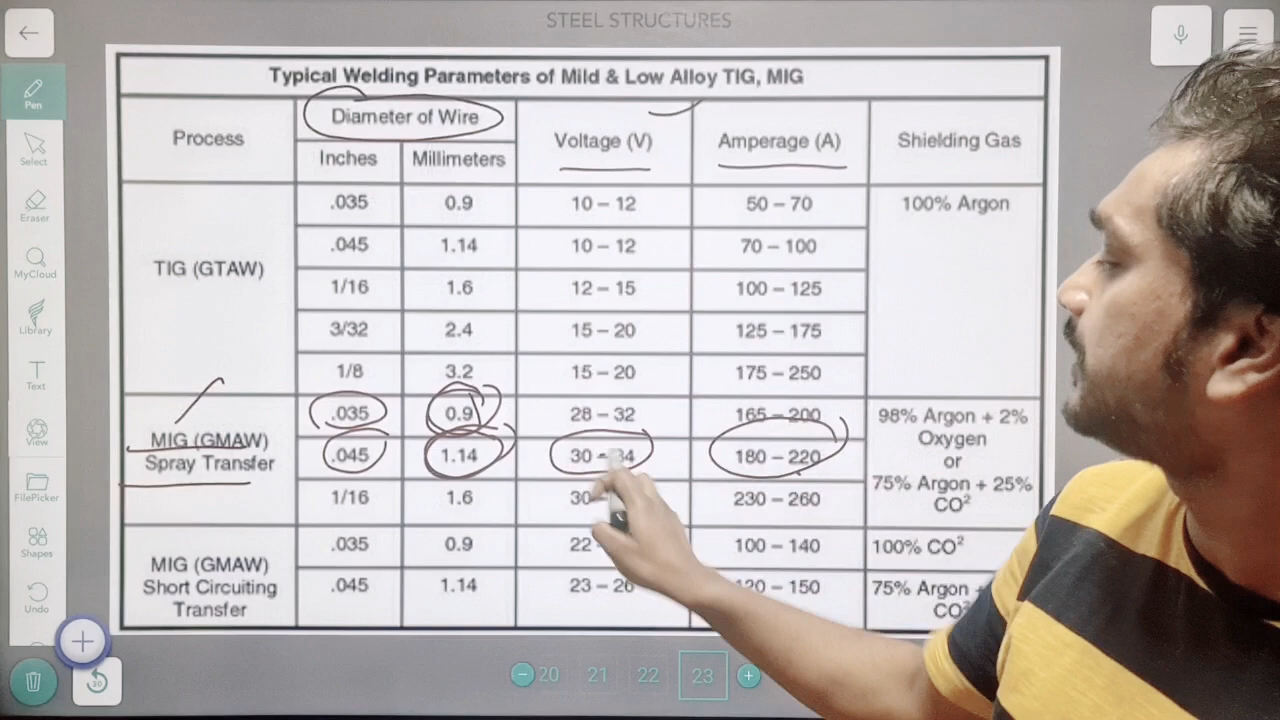 STEEL STRUCTURES
Typical Welding Parameters of Mild & Low Alloy TIG, MIG
Process Diameter of Wire Voltage (V) Amperage (A) Shielding Gas
Inches Millimeters
TIG (GTAW)
.035 0.9 10 – 12 50 – 70 100% Argon
.045 1.14 10 – 12 70 – 100
1/16 1.6 12 – 15 100 – 125
3/32 2.4 15 – 20 125 – 175
1/8 3.2 15 – 20 175 – 250
MIG (GMAW)
Spray Transfer
.035 0.9 28 – 32 165 – 200
.045 1.14 30 – 34 180 – 220
1/16 1.6 30 230 – 260
98% Argon + 2%
Oxygen
or
75% Argon + 25%
CO²
MIG (GMAW)
Short Circuiting
Transfer
.035 0.9 22 100 – 140 100% CO²
.045 1.14 23 – 26 120 – 150 75% Argon
Pen
Select
Eraser
MyCloud
Library
Text
View
FilePicker
Shapes
Undo
20 21 22 23